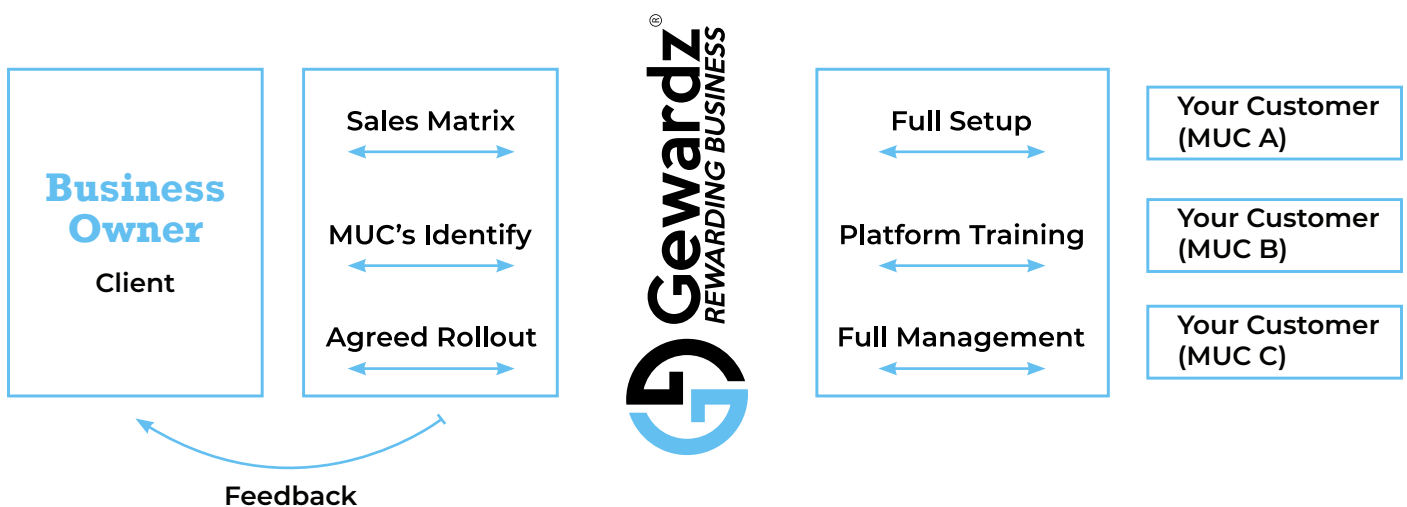 Business
Owner
Client
Sales Matrix
MUC’s Identify
Agreed Rollout
Feedback
Gewardz®
REWARDING BUSINESS
Full Setup
Platform Training
Full Management
Your Customer
(MUC A)
Your Customer
(MUC B)
Your Customer
(MUC C)